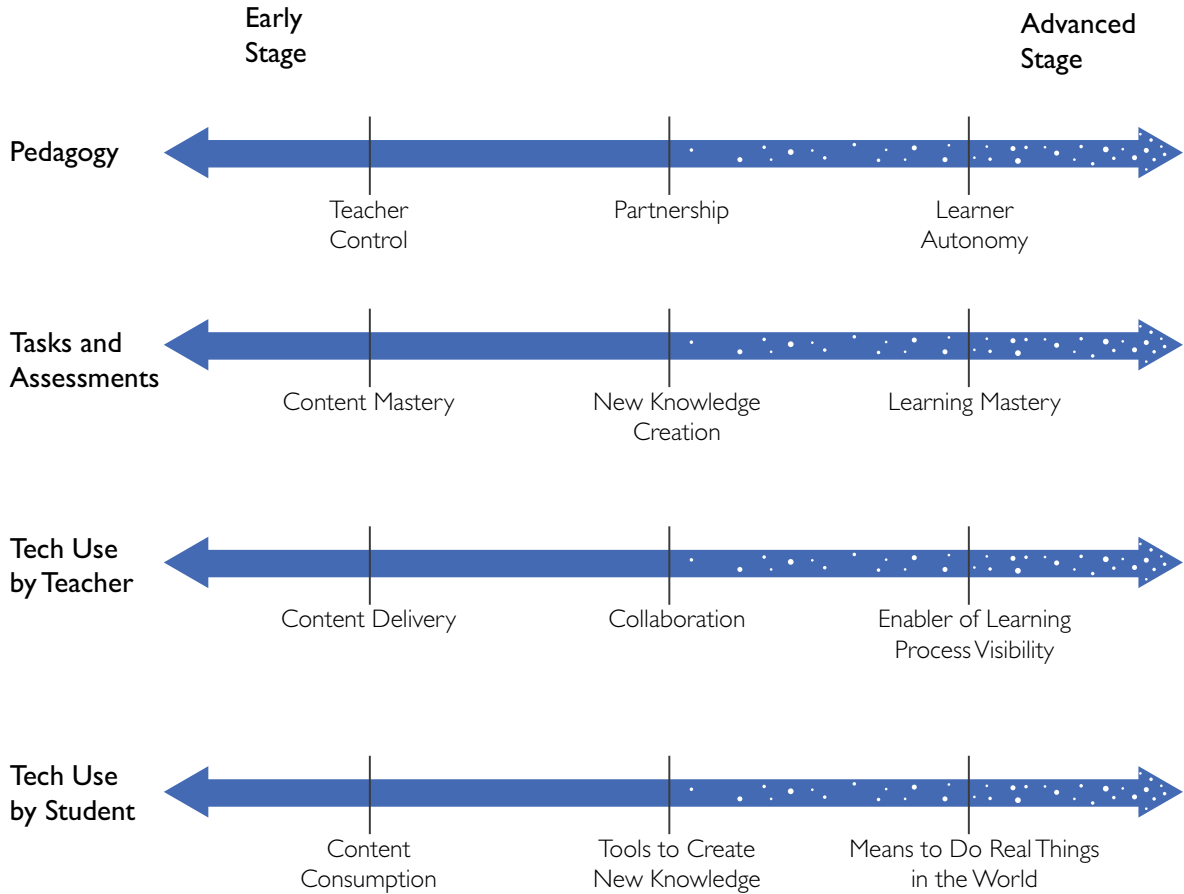 Early
Stage
Advanced
Stage
Pedagogy
Teacher
Control
Partnership
Learner
Autonomy
Tasks and
Assessments
Content Mastery
New Knowledge
Creation
Learning Mastery
Tech Use
by Teacher
Content Delivery
Collaboration
Enabler of Learning
Process Visibility
Tech Use
by Student
Content
Consumption
Tools to Create
New Knowledge
Means to Do Real Things
in the World